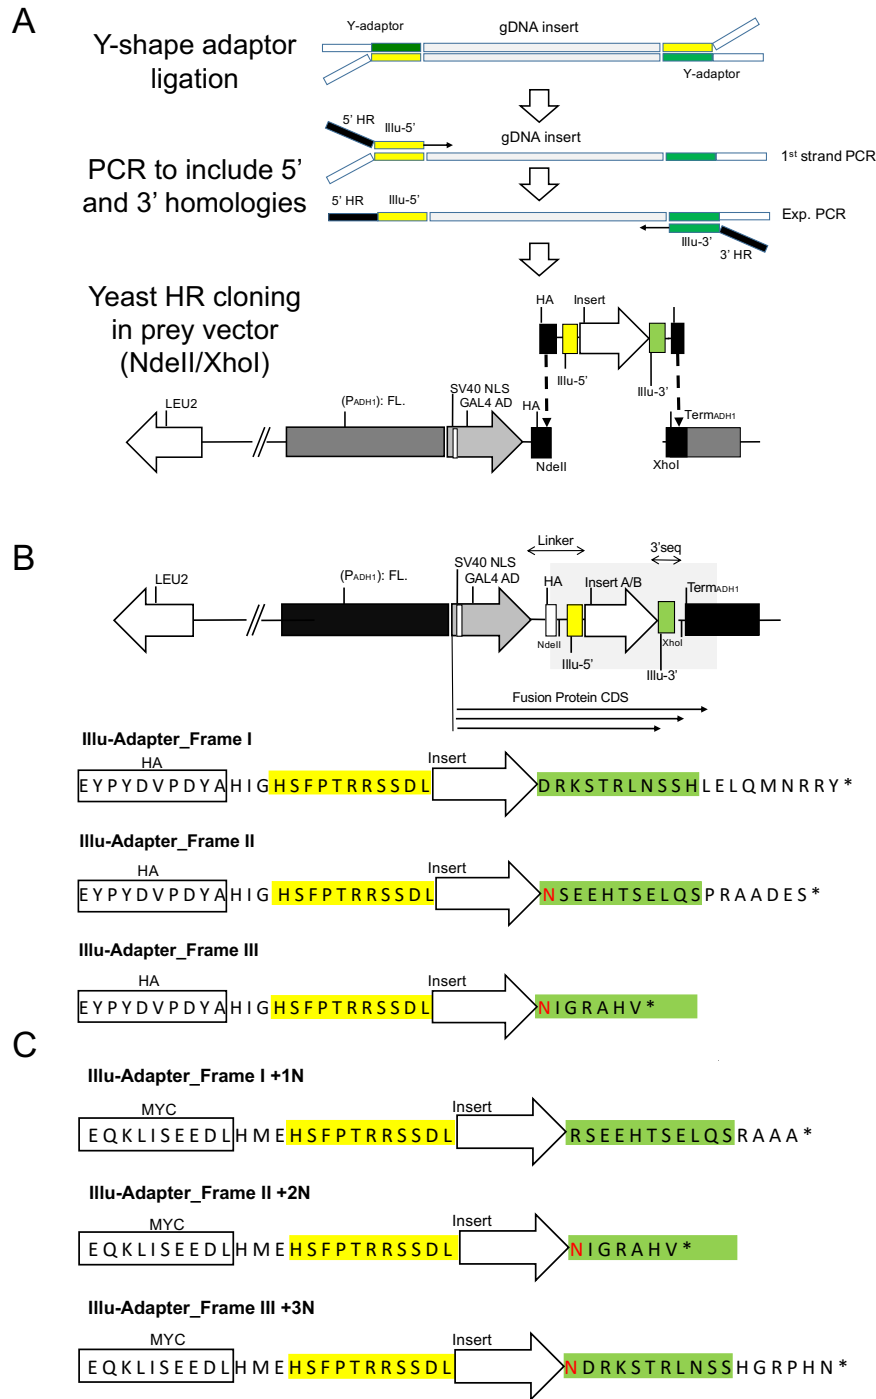 A
Y-shape adaptor
ligation
Y-adaptor
gDNA insert
Y-adaptor
PCR to include 5'
and 3' homologies
5' HR
Illu-5'
gDNA insert
1st strand PCR
5' HR
Illu-5'
Exp. PCR
Illu-3'
3' HR
Yeast HR cloning
in prey vector
(NdeII/XhoI)
HA
Insert
Illu-5'
Illu-3'
LEU2
(PADH1): FL.
SV40 NLS
GAL4 AD
HA
TermADH1
NdeII
XhoI
B
Linker
3'seq
LEU2
(PADH1): FL.
SV40 NLS
GAL4 AD
HA
Insert A/B
TermADH1
NdeII
XhoI
Illu-5'
Illu-3'
Fusion Protein CDS
Illu-Adapter_Frame I
HA
Insert
EYPYDVPDYAHIGHSFPTRRSSDL DRKSTRLNSSHLELQMNRRY*
Illu-Adapter_Frame II
HA
Insert
EYPYDVPDYAHIG HSFPTRRSSDL NSEEHTSELQSPRAADES*
Illu-Adapter_Frame III
HA
Insert
EYPYDVPDYAHIGHSFPTRRSSDL NIGRAHV*
C
Illu-Adapter_Frame I +1N
MYC
Insert
EQKLISEEDLHMEHSFPTRRSSDL RSEEHTSELQSRAAA*
Illu-Adapter_Frame II +2N
MYC
Insert
EQKLISEEDLHMEHSFPTRRSSDL NIGRAHV*
Illu-Adapter_Frame III +3N
MYC
Insert
EQKLISEEDLHMEHSFPTRRSSDL NDRKSTRLNSSHGRPHN*